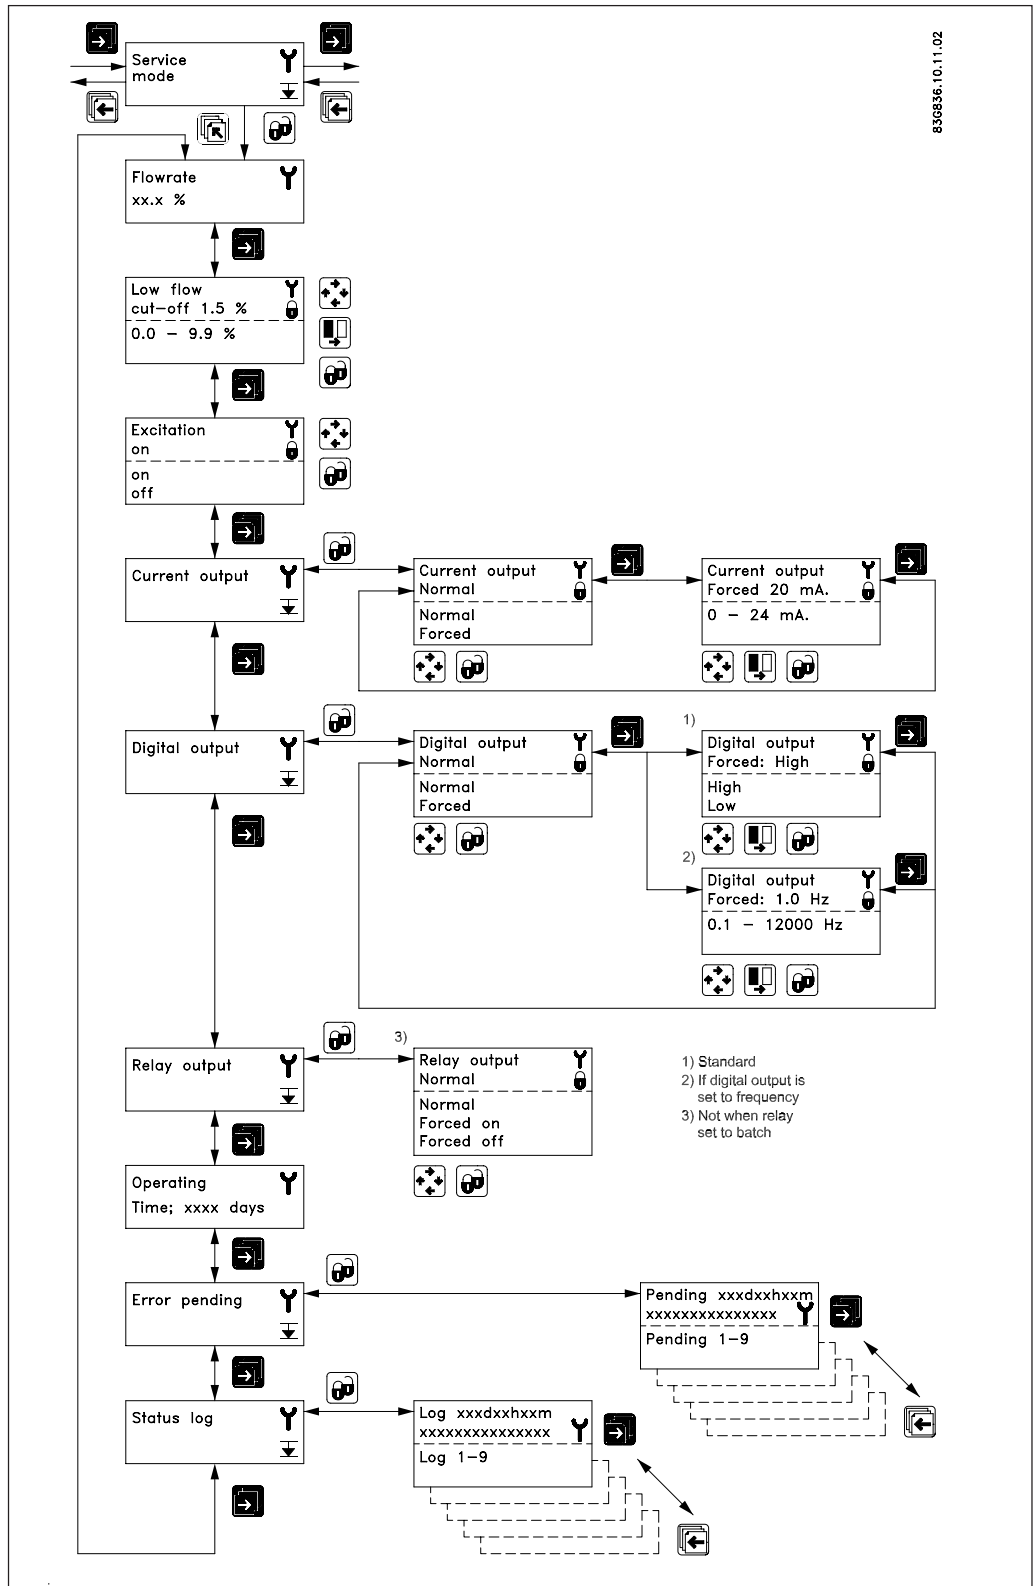 83G836.10.11.02
Service
mode
Flowrate
xx.x %
Low flow
cut-off 1.5 %
0.0 - 9.9 %
Excitation
on
on
off
Current output
Current output
Normal
Normal
Forced
Current output
Forced 20 mA.
0 - 24 mA.
Digital output
Digital output
Normal
Normal
Forced
1)
Digital output
Forced: High
High
Low
2)
Digital output
Forced: 1.0 Hz
0.1 - 12000 Hz
Relay output
3)
Relay output
Normal
Normal
Forced on
Forced off
1) Standard
2) If digital output is
set to frequency
3) Not when relay
set to batch
Operating
Time; xxxx days
Error pending
Pending xxxdxxhxxm
xxxxxxxxxxxxxxx
Pending 1-9
Status log
Log xxxdxxhxxm
xxxxxxxxxxxxxxx
Log 1-9